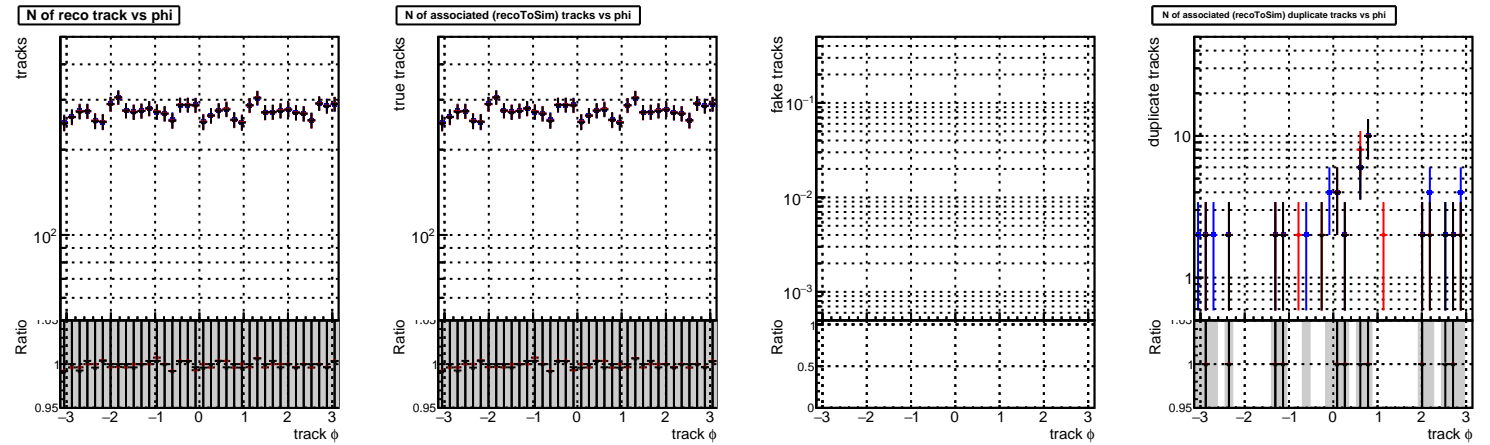 N of reco track vs phi
N of associated (recoToSim) tracks vs phi
N of associated (recoToSim) duplicate tracks vs phi
tracks
10²
Ratio
1
0.95
−3 −2 −1 0 1 2 3
track ϕ
true tracks
10²
Ratio
1
0.95
−3 −2 −1 0 1 2 3
track ϕ
fake tracks
10⁻¹
10⁻²
10⁻³
Ratio
1
0.5
0
−3 −2 −1 0 1 2 3
track ϕ
duplicate tracks
10
1
Ratio
1
0.95
−3 −2 −1 0 1 2 3
track ϕ